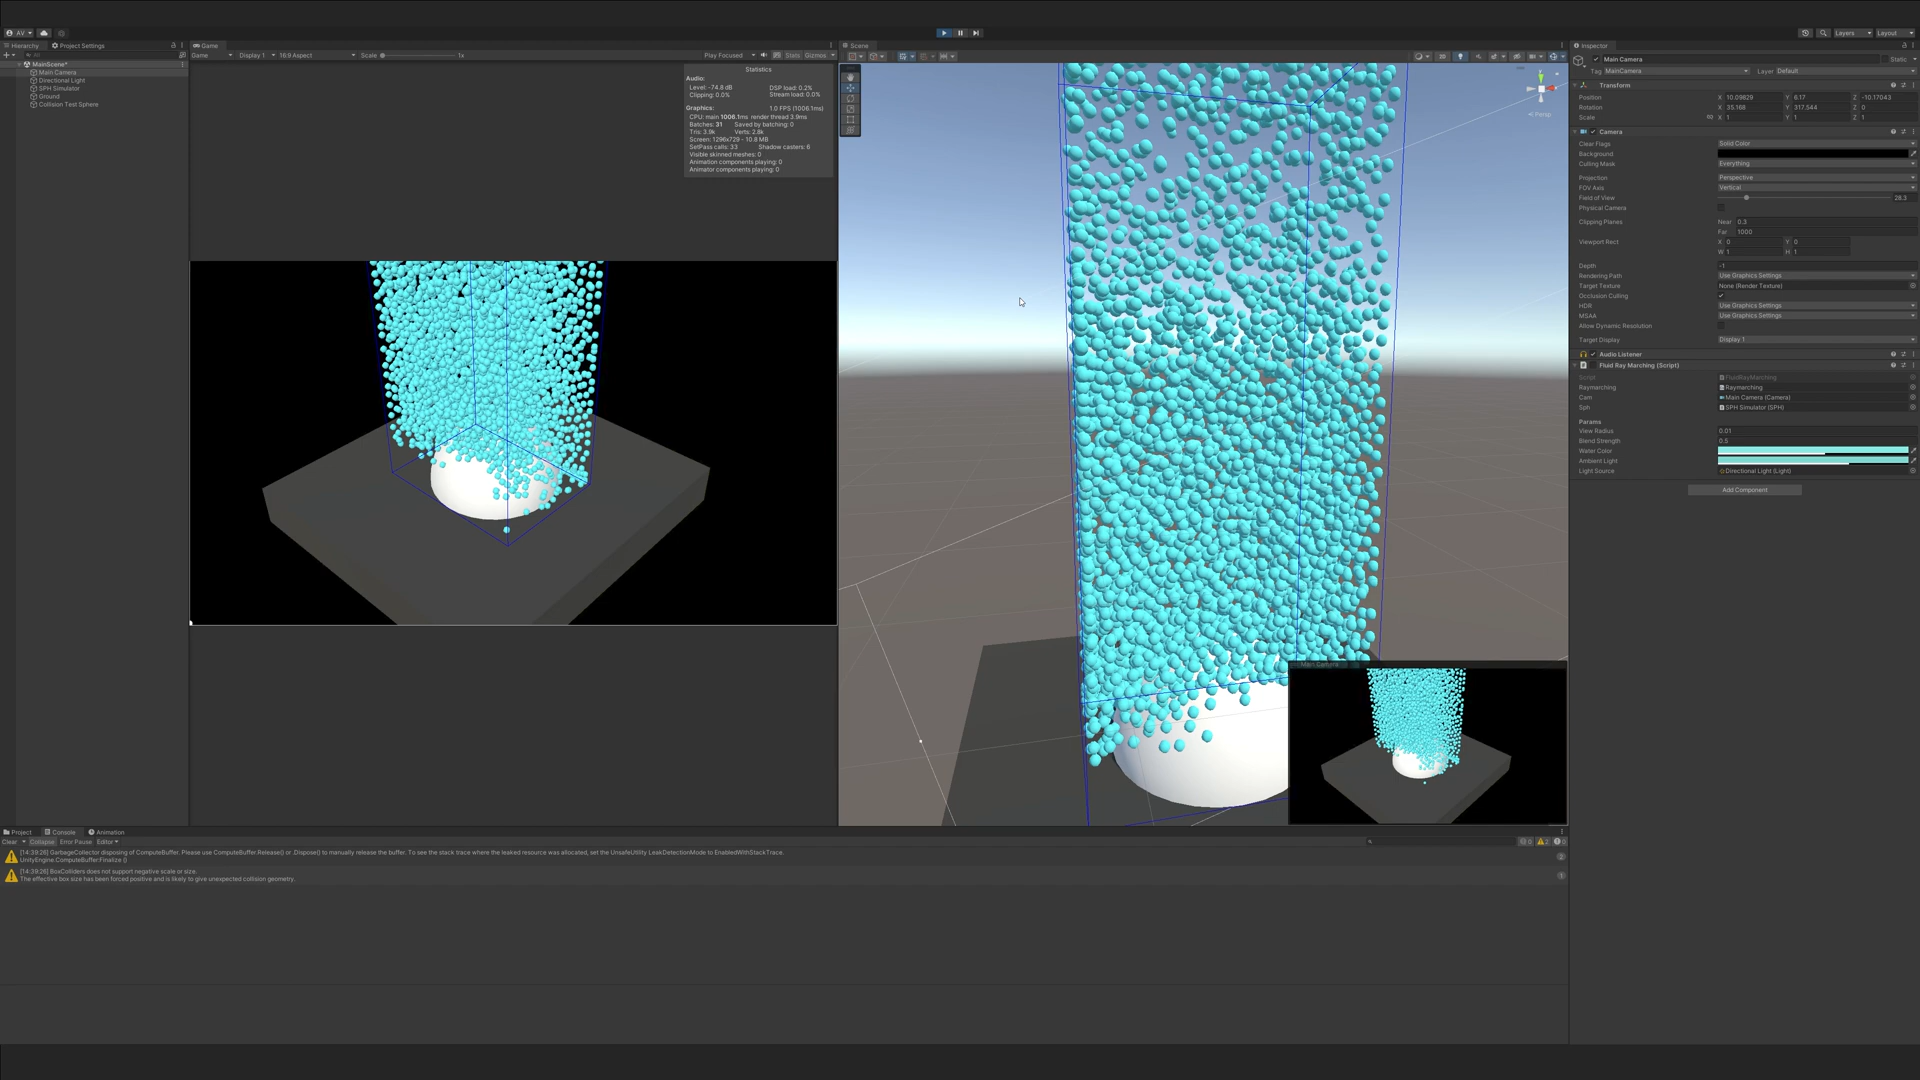 AV
Layers
Layout
Hierarchy
Project Settings
MainScene*
Main Camera
Directional Light
SPH Simulator
Ground
Collision Test Sphere
Game
Game
Display 1
16:9 Aspect
Scale
1x
Play Focused
Stats
Gizmos
Statistics
Audio:
Level: -74.8 dB
DSP load: 0.2%
Clipping: 0.0%
Stream load: 0.0%
Graphics:
1.0 FPS (1006.1ms)
CPU: main 1006.1ms render thread 3.9ms
Batches: 31 Saved by batching: 0
Tris: 3.9k Verts: 2.8k
Screen: 1296x729 - 10.8 MB
SetPass calls: 33 Shadow casters: 6
Visible skinned meshes: 0
Animation components playing: 0
Animator components playing: 0
Scene
2D
Persp
Main Camera
Inspector
Main Camera
Static
Tag MainCamera
Layer Default
Transform
Position X 10.09829 Y 6.17 Z -10.17043
Rotation X 35.168 Y 317.544 Z 0
Scale X 1 Y 1 Z 1
Camera
Clear Flags Solid Color
Background
Culling Mask Everything
Projection Perspective
FOV Axis Vertical
Field of View 28.3
Physical Camera
Clipping Planes Near 0.3
Far 1000
Viewport Rect X 0 Y 0
W 1 H 1
Depth -1
Rendering Path Use Graphics Settings
Target Texture None (Render Texture)
Occlusion Culling
HDR Use Graphics Settings
MSAA Use Graphics Settings
Allow Dynamic Resolution
Target Display Display 1
Audio Listener
Fluid Ray Marching (Script)
Script FluidRayMarching
Raymarching Raymarching
Cam Main Camera (Camera)
Sph SPH Simulator (SPH)
Params
View Radius 0.01
Blend Strength 0.5
Water Color
Ambient Light
Light Source Directional Light (Light)
Add Component
Project
Console
Animation
Clear
Collapse
Error Pause
Editor
[14:39:26] GarbageCollector disposing of ComputeBuffer. Please use ComputeBuffer.Release() or .Dispose() to manually release the buffer. To see the stack trace where the leaked resource was allocated, set the UnsafeUtility LeakDetectionMode to EnabledWithStackTrace.
UnityEngine.ComputeBuffer:Finalize ()
2
[14:39:26] BoxColliders does not support negative scale or size.
The effective box size has been forced positive and is likely to give unexpected collision geometry.
1